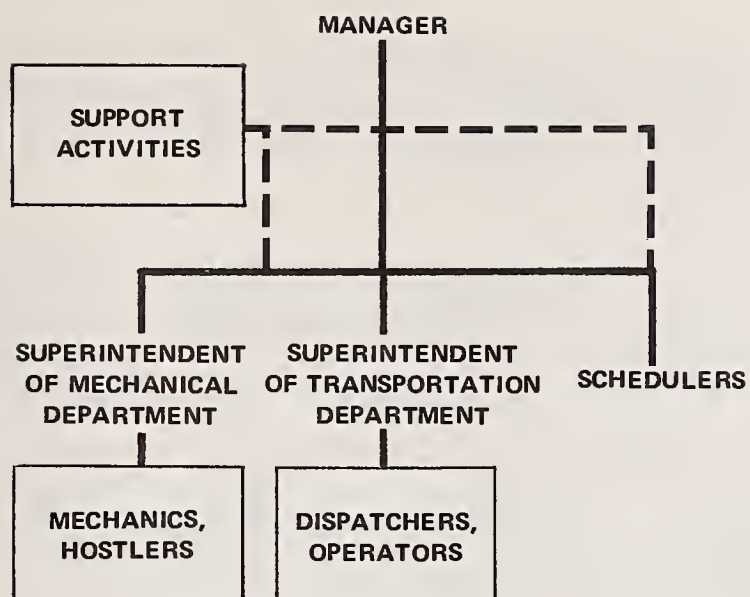 MANAGER
SUPPORT
ACTIVITIES
SUPERINTENDENT
OF MECHANICAL
DEPARTMENT
SUPERINTENDENT
OF TRANSPORTATION
DEPARTMENT
SCHEDULERS
MECHANICS,
HOSTLERS
DISPATCHERS,
OPERATORS